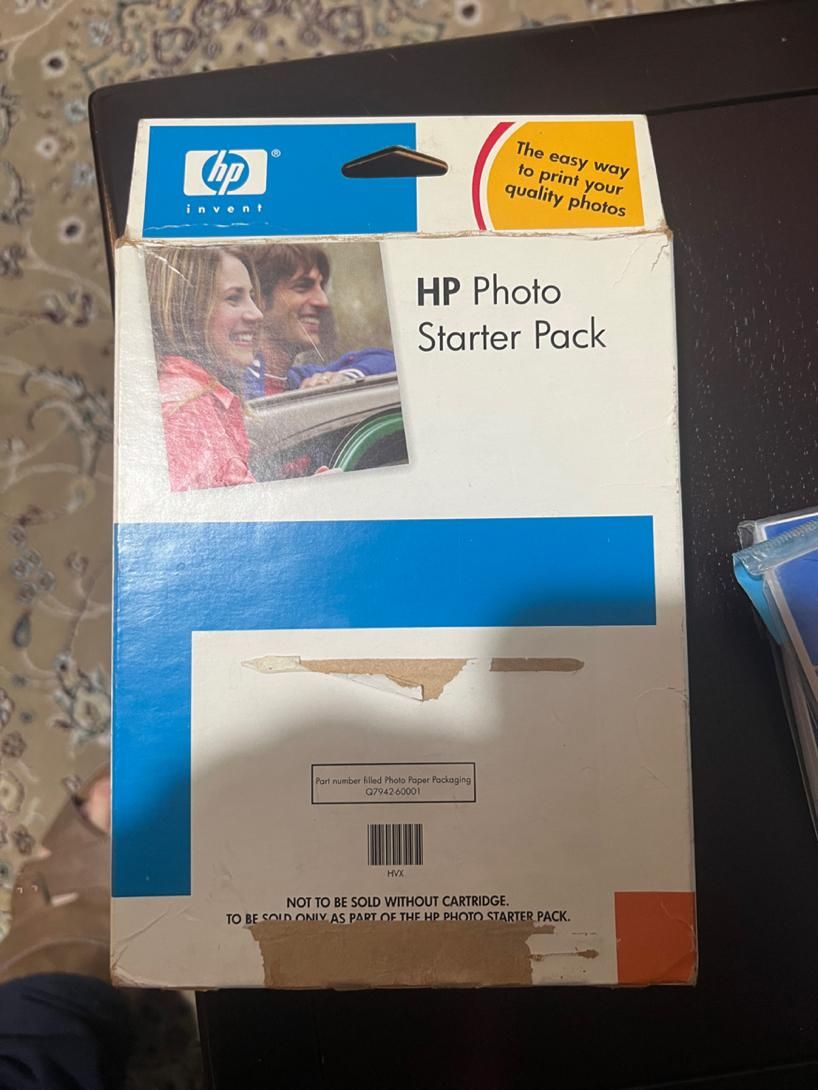 hp®
invent
The easy way
to print your
quality photos
HP Photo
Starter Pack
Part number filled Photo Paper Packaging
Q7942-60001
HVX
NOT TO BE SOLD WITHOUT CARTRIDGE.
TO BE SOLD ONLY AS PART OF THE HP PHOTO STARTER PACK.